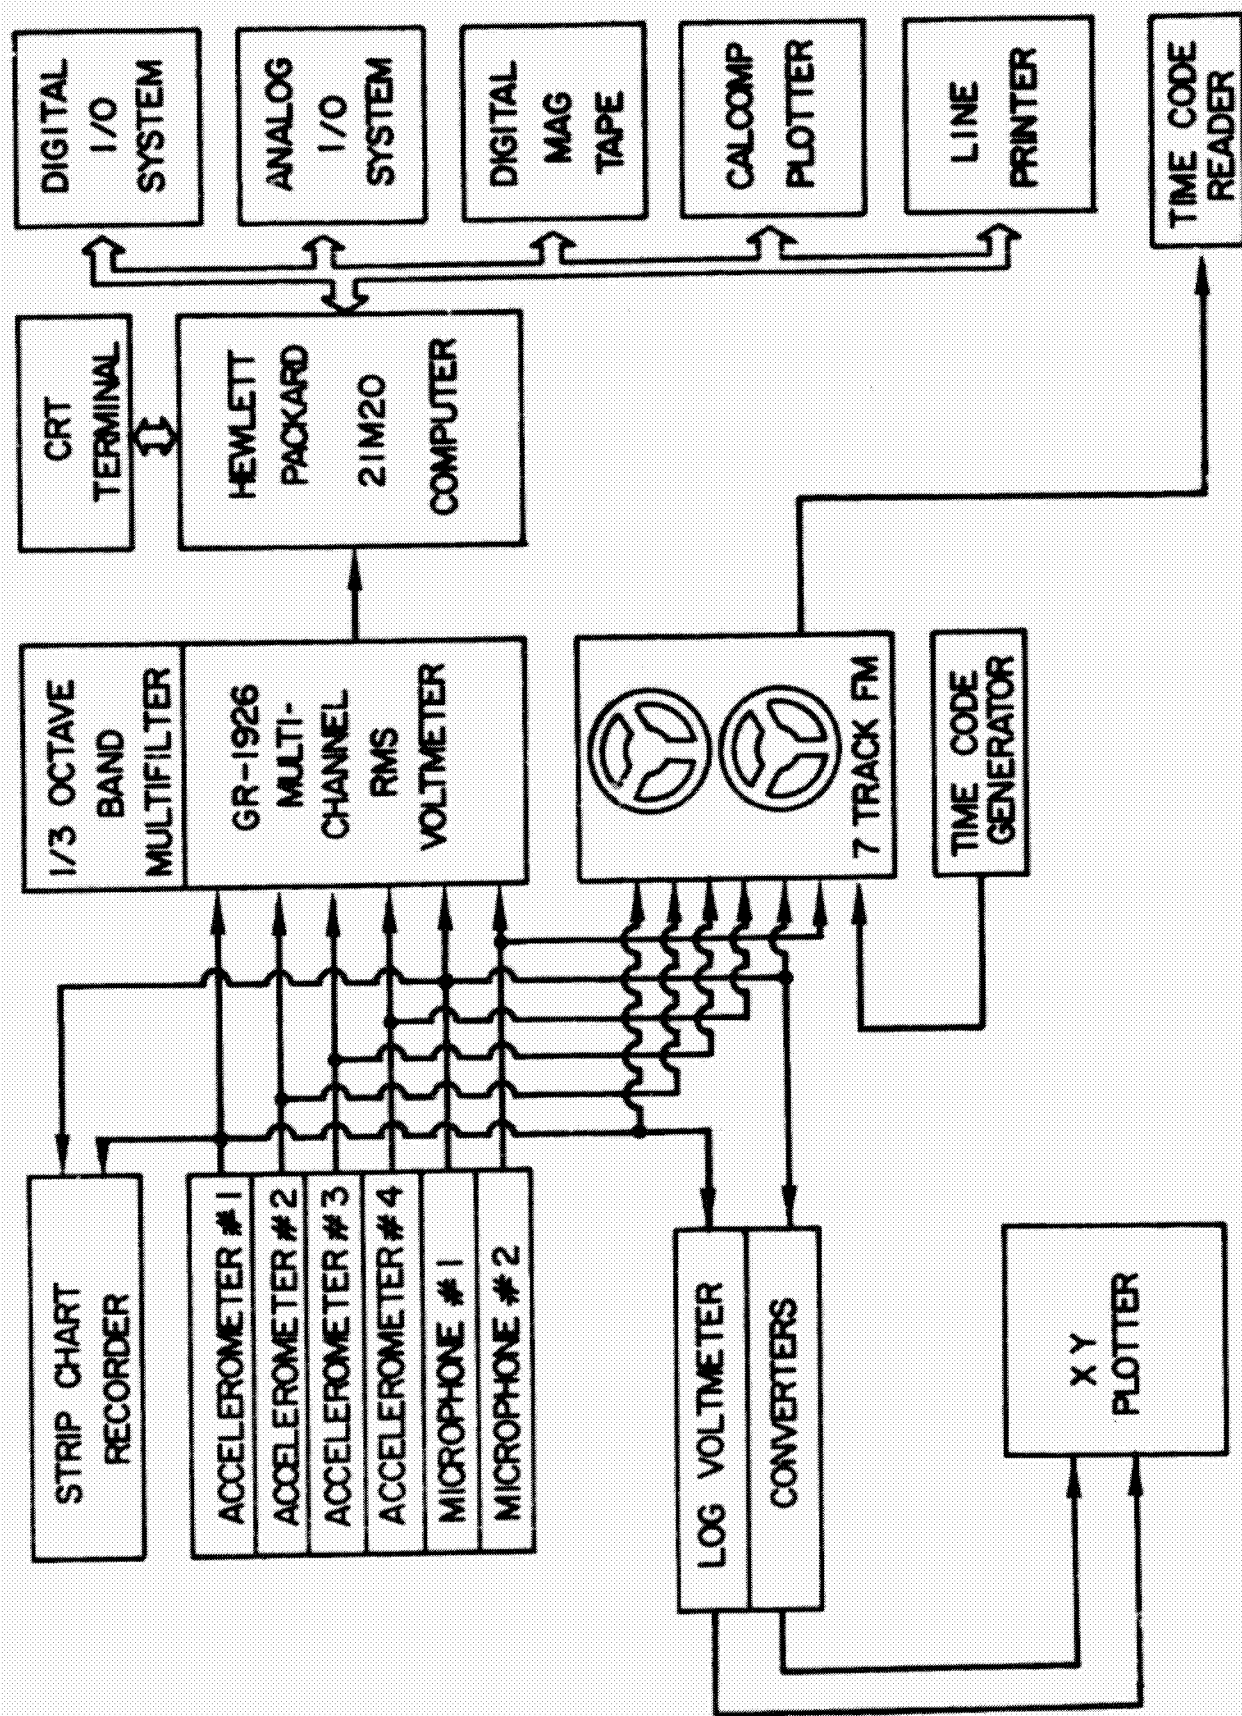 STRIP CHART
RECORDER
ACCELEROMETER #1
ACCELEROMETER #2
ACCELEROMETER #3
ACCELEROMETER #4
MICROPHONE #1
MICROPHONE #2
LOG VOLTMETER
CONVERTERS
X Y
PLOTTER
1/3 OCTAVE
BAND
MULTIFILTER
GR-1926
MULTI-
CHANNEL
RMS
VOLTMETER
7 TRACK FM
TIME CODE
GENERATOR
CRT
TERMINAL
HEWLETT
PACKARD
21M20
COMPUTER
DIGITAL
I/O
SYSTEM
ANALOG
I/O
SYSTEM
DIGITAL
MAG
TAPE
CALCOMP
PLOTTER
LINE
PRINTER
TIME CODE
READER